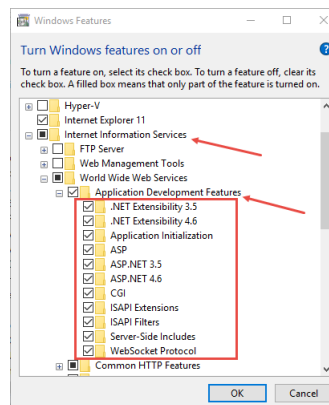 Windows Features
Turn Windows features on or off
To turn a feature on, select its check box. To turn a feature off, clear its
check box. A filled box means that only part of the feature is turned on.
Hyper-V
Internet Explorer 11
Internet Information Services
FTP Server
Web Management Tools
World Wide Web Services
Application Development Features
.NET Extensibility 3.5
.NET Extensibility 4.6
Application Initialization
ASP
ASP.NET 3.5
ASP.NET 4.6
CGI
ISAPI Extensions
ISAPI Filters
Server-Side Includes
WebSocket Protocol
Common HTTP Features
OK Cancel